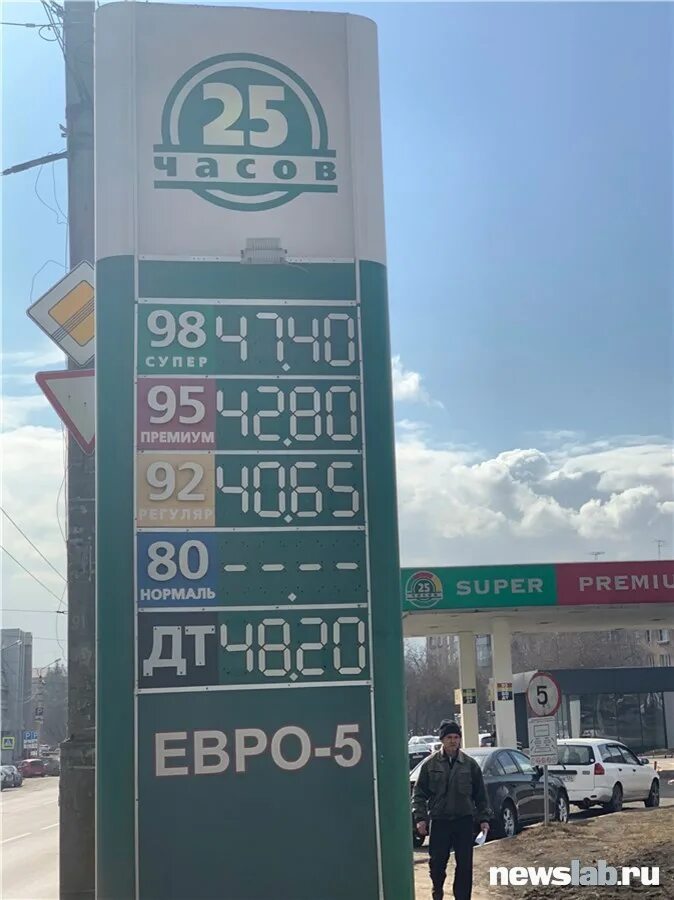 25
часов
98 47.40
СУПЕР
95 42.80
ПРЕМИУМ
92 40.65
РЕГУЛЯР
80 --.--
НОРМАЛЬ
ДТ 48.20
ЕВРО-5
25 SUPER PREMIU
5
newslab.ru